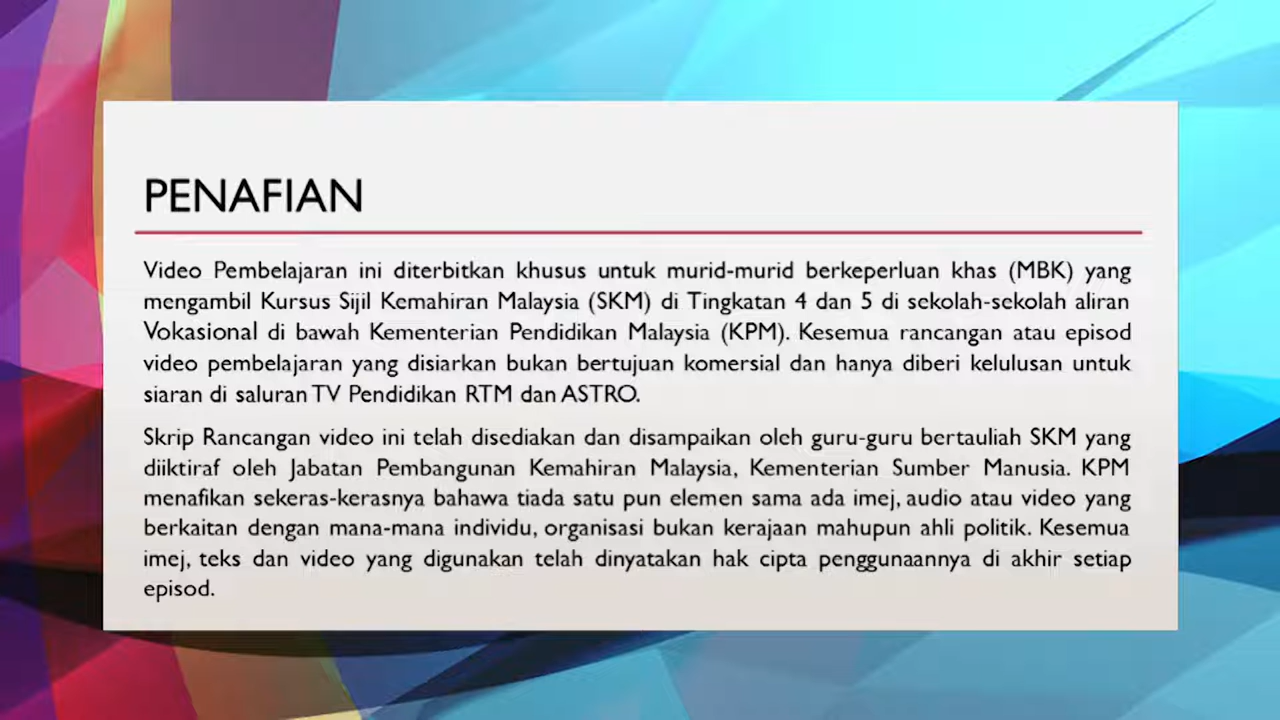 PENAFIAN
Video Pembelajaran ini diterbitkan khusus untuk murid-murid berkeperluan khas (MBK) yang
mengambil Kursus Sijil Kemahiran Malaysia (SKM) di Tingkatan 4 dan 5 di sekolah-sekolah aliran
Vokasional di bawah Kementerian Pendidikan Malaysia (KPM). Kesemua rancangan atau episod
video pembelajaran yang disiarkan bukan bertujuan komersial dan hanya diberi kelulusan untuk
siaran di saluran TV Pendidikan RTM dan ASTRO.
Skrip Rancangan video ini telah disediakan dan disampaikan oleh guru-guru bertauliah SKM yang
diiktiraf oleh Jabatan Pembangunan Kemahiran Malaysia, Kementerian Sumber Manusia. KPM
menafikan sekeras-kerasnya bahawa tiada satu pun elemen sama ada imej, audio atau video yang
berkaitan dengan mana-mana individu, organisasi bukan kerajaan mahupun ahli politik. Kesemua
imej, teks dan video yang digunakan telah dinyatakan hak cipta penggunaannya di akhir setiap
episod.